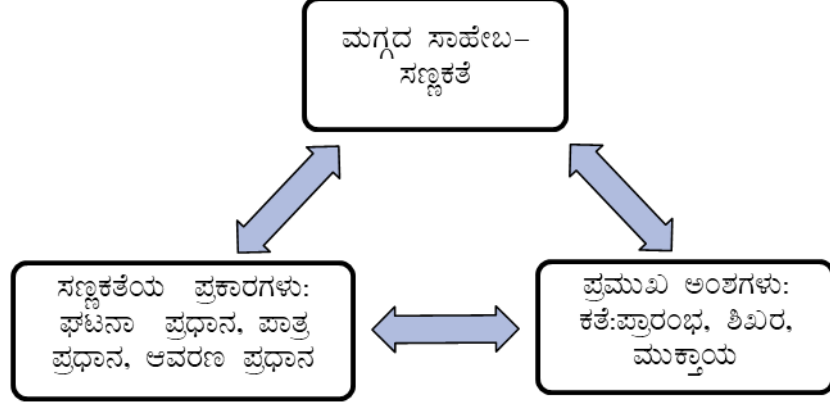 ಮಗ್ಗದ ಸಾಹೇಬ–
ಸಣ್ಣಕತೆ
ಸಣ್ಣಕತೆಯ ಪ್ರಕಾರಗಳು:
ಘಟನಾ ಪ್ರಧಾನ, ಪಾತ್ರ
ಪ್ರಧಾನ, ಆವರಣ ಪ್ರಧಾನ
ಪ್ರಮುಖ ಅಂಶಗಳು:
ಕತೆ:ಪ್ರಾರಂಭ, ಶಿಖರ,
ಮುಕ್ತಾಯ